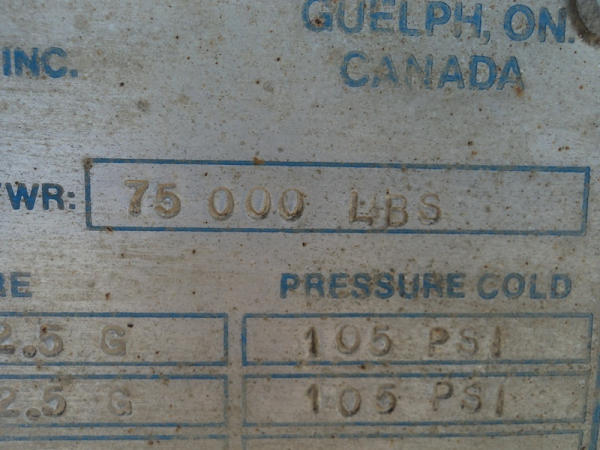 GUELPH, ON.
INC. CANADA
WR: 75 000 LBS
RE PRESSURE COLD
2.5 G 105 PSI
2.5 G 105 PSI